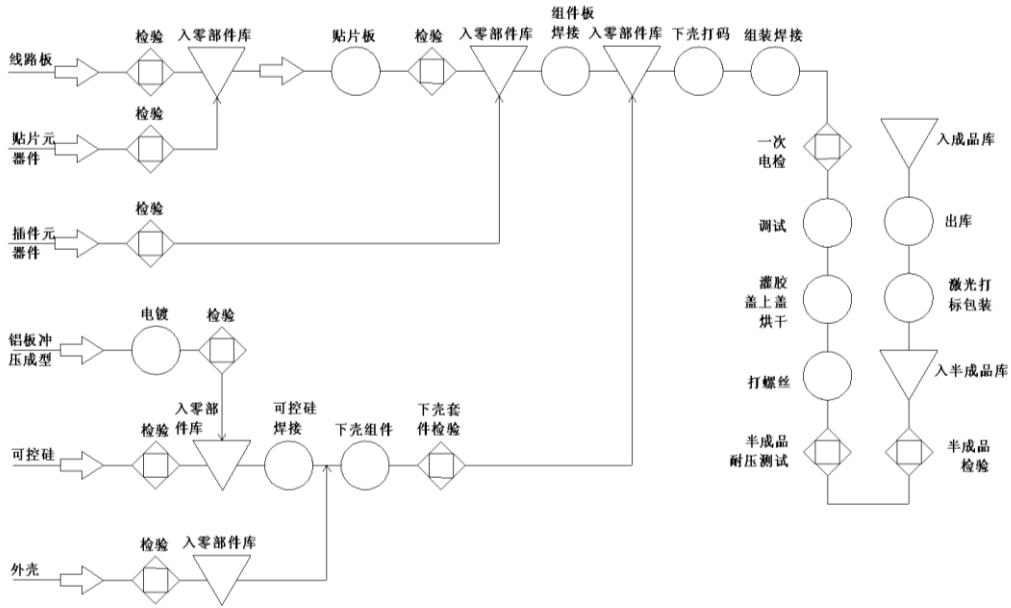 组件板
检验
入零部件库
贴片板
检验
入零部件库
焊接
入零部件库
下壳打码
组装焊接
线路板
检验
贴片元
器件
一次
电检
入成品库
检验
插件元
器件
调试
出库
灌胶
盖上盖
烘干
激光打
标包装
电镀
检验
铝板冲
压成型
打螺丝
入半成品库
入零部
件库
可控硅
焊接
下壳组件
下壳套
件检验
检验
可控硅
半成品
耐压测试
半成品
检验
检验
入零部件库
外壳